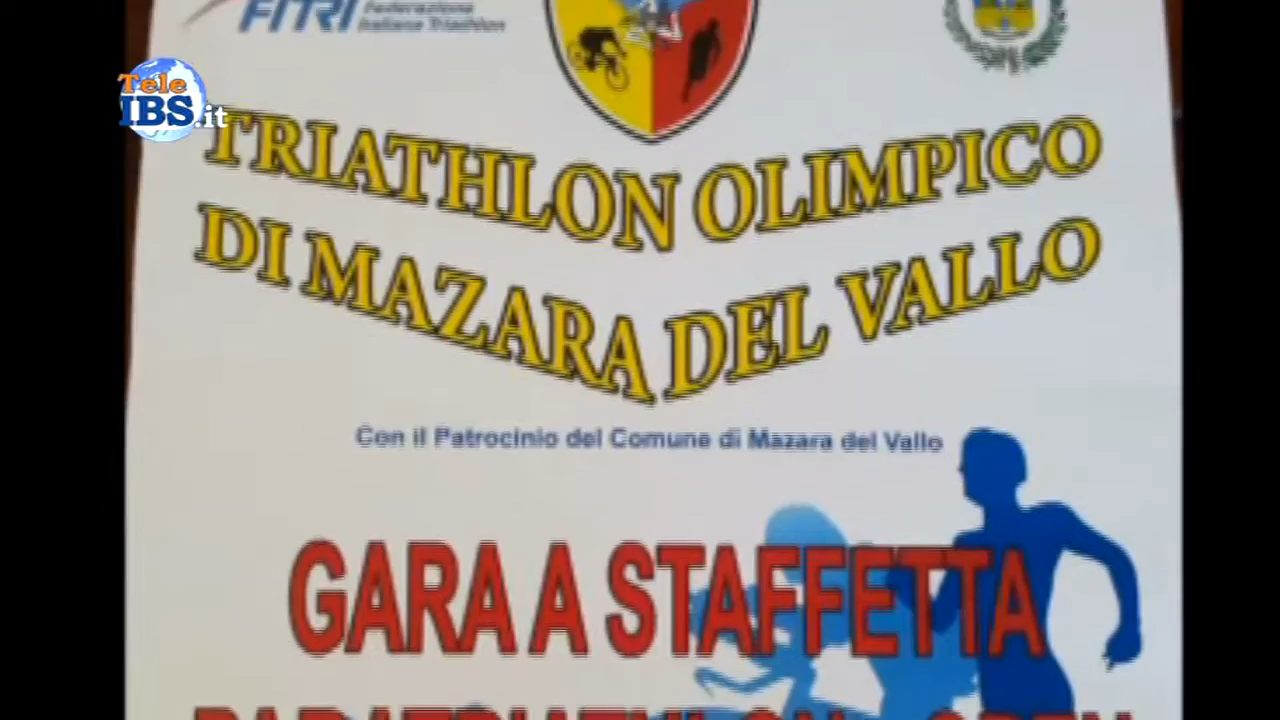 FITRI Federazione
Italiana Triathlon
Tele
IBS.it
TRIATHLON OLIMPICO
DI MAZARA DEL VALLO
Con il Patrocinio del Comune di Mazara del Vallo
GARA A STAFFETTA